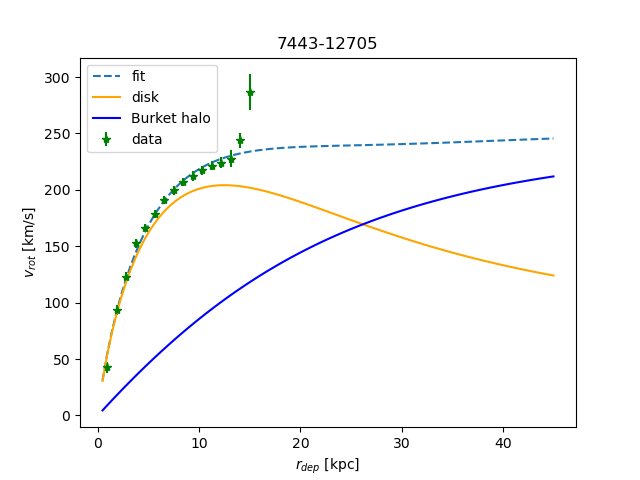 7443-12705
fit
disk
Burket halo
data
300
250
200
150
100
50
0
v_rot [km/s]
0 10 20 30 40
r_dep [kpc]